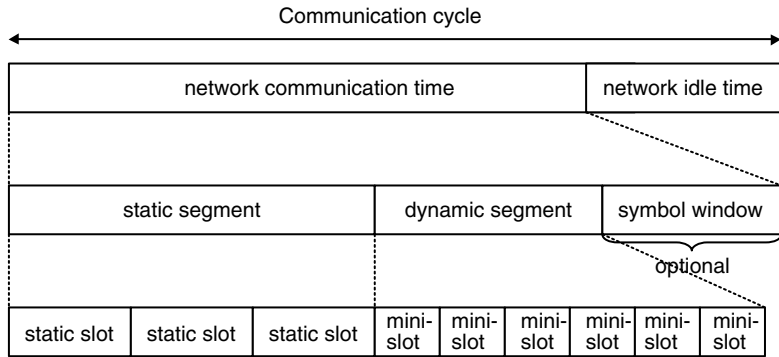 Communication cycle
network communication time
network idle time
static segment
dynamic segment
symbol window
optional
static slot
static slot
static slot
mini-
slot
mini-
slot
mini-
slot
mini-
slot
mini-
slot
mini-
slot